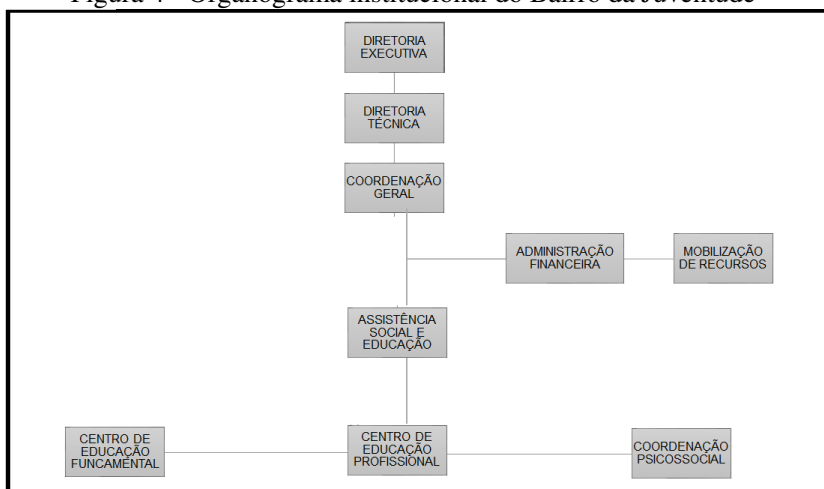 Figura 4 - Organograma institucional do Bairro da Juventude
DIRETORIA
EXECUTIVA
DIRETORIA
TÉCNICA
COORDENAÇÃO
GERAL
ADMINISTRAÇÃO
FINANCEIRA
MOBILIZAÇÃO
DE RECURSOS
ASSISTÊNCIA
SOCIAL E
EDUCAÇÃO
CENTRO DE
EDUCAÇÃO
FUNCAMENTAL
CENTRO DE
EDUCAÇÃO
PROFISSIONAL
COORDENAÇÃO
PSICOSSOCIAL